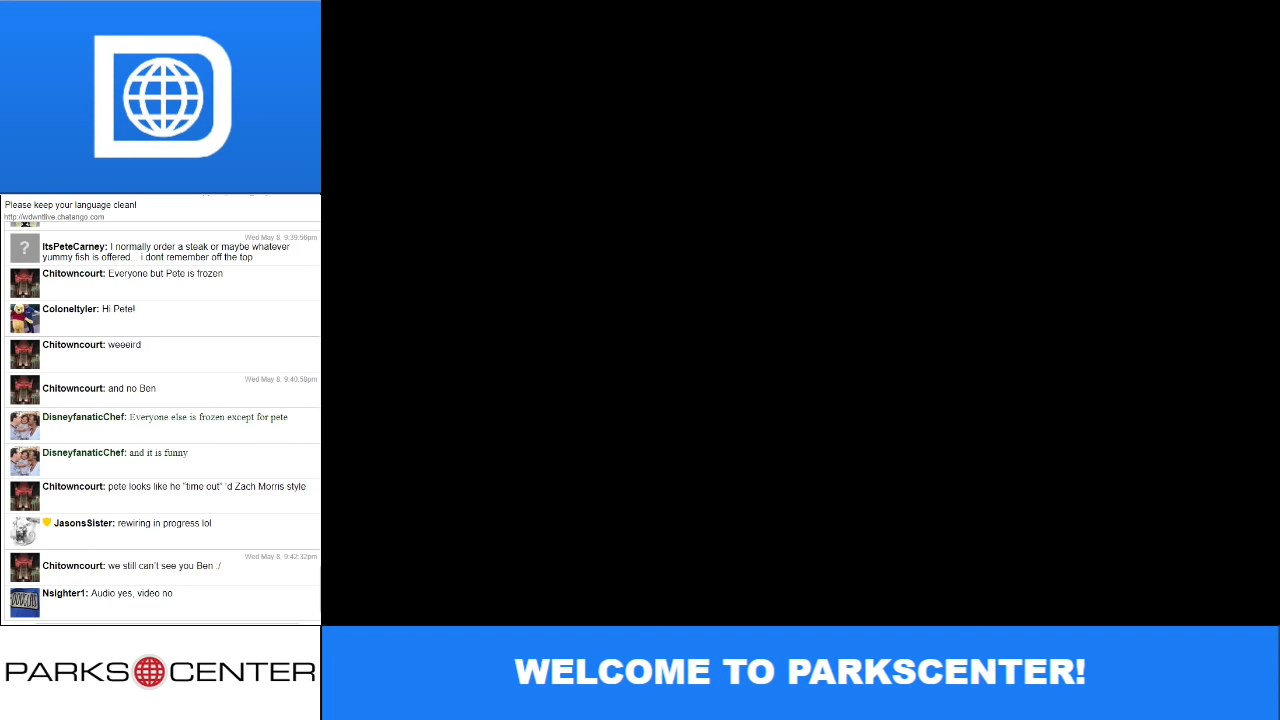 Please keep your language clean!
http://wdwntlive.chatango.com
Wed May 8, 9:39:56pm
ItsPeteCarney: I normally order a steak or maybe whatever
yummy fish is offered... i dont remember off the top
Chitowncourt: Everyone but Pete is frozen
Coloneltyler: Hi Pete!
Chitowncourt: weeeird
Wed May 8, 9:40:58pm
Chitowncourt: and no Ben
DisneyfanaticChef: Everyone else is frozen except for pete
DisneyfanaticChef: and it is funny
Chitowncourt: pete looks like he "time out" 'd Zach Morris style
JasonsSister: rewiring in progress lol
Wed May 8, 9:42:32pm
Chitowncourt: we still can't see you Ben :/
Nsighter1: Audio yes, video no
PARKSCENTER
WELCOME TO PARKSCENTER!